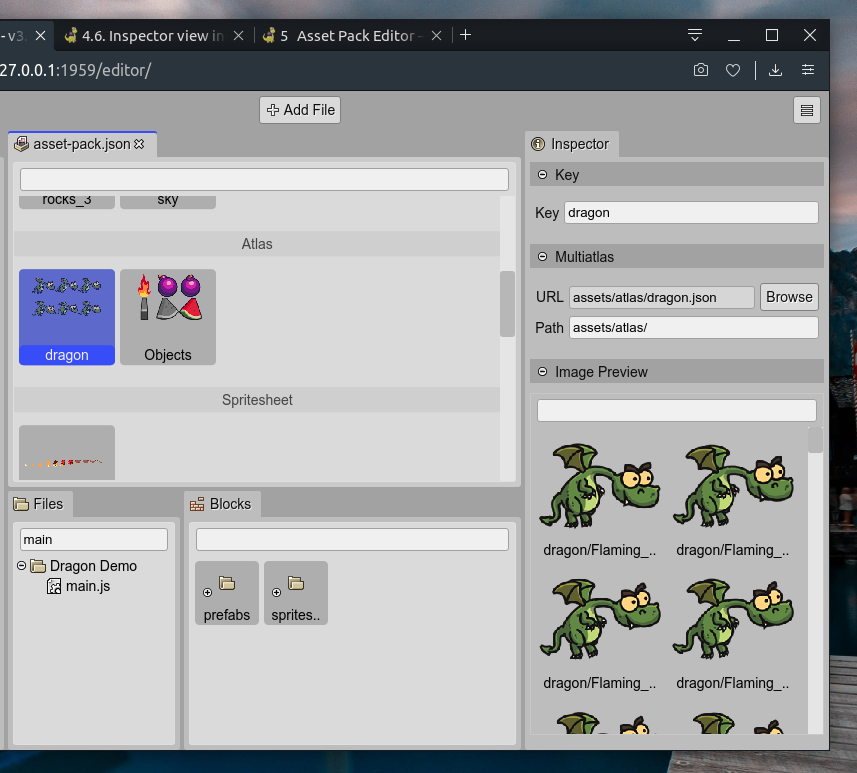 - v3.
4.6. Inspector view in
5 Asset Pack Editor -
27.0.0.1:1959/editor/
Add File
asset-pack.json
rocks_3
sky
Atlas
dragon
Objects
Spritesheet
Files
main
Dragon Demo
main.js
Blocks
prefabs
sprites..
Inspector
Key
Key dragon
Multiatlas
URL assets/atlas/dragon.json Browse
Path assets/atlas/
Image Preview
dragon/Flaming_..
dragon/Flaming_..
dragon/Flaming_..
dragon/Flaming_..